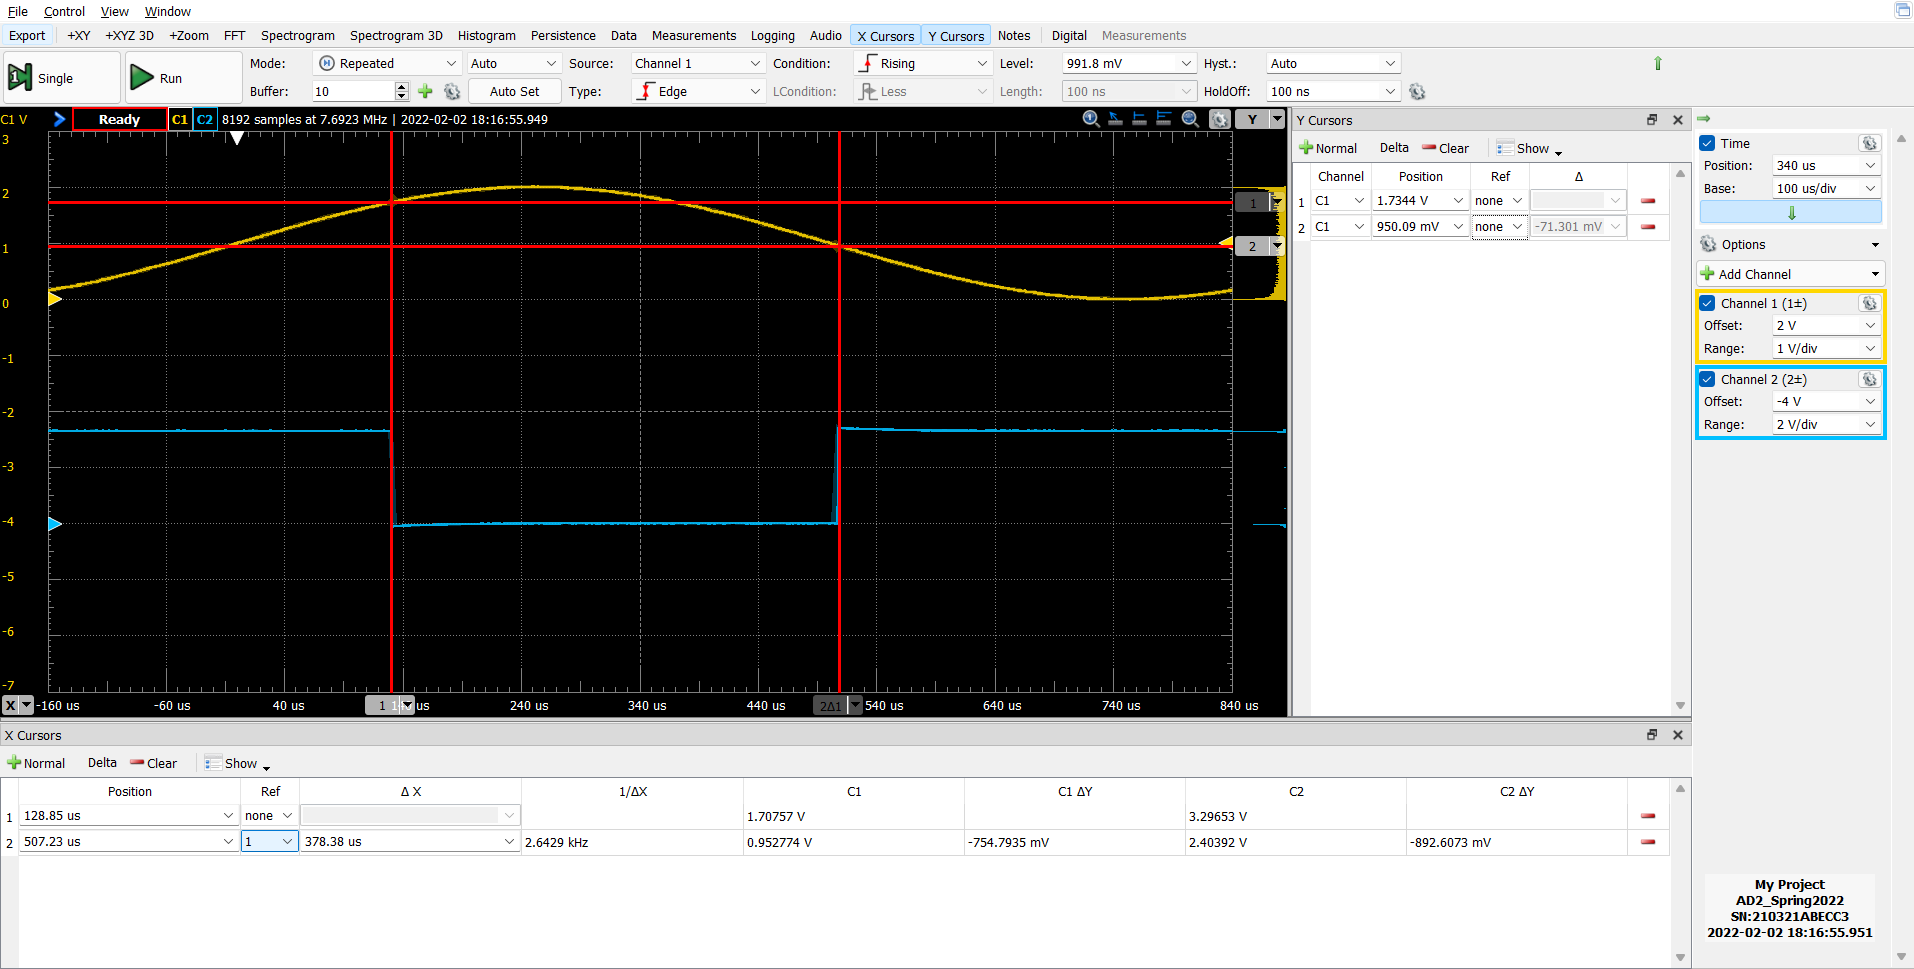 File Control View Window
Export +XY +XYZ 3D +Zoom FFT Spectrogram Spectrogram 3D Histogram Persistence Data Measurements Logging Audio X Cursors Y Cursors Notes Digital Measurements
Single Run Mode: Repeated Auto Source: Channel 1 Condition: Rising Level: 991.8 mV Hyst.: Auto
Buffer: 10 Auto Set Type: Edge LCondition: Less Length: 100 ns HoldOff: 100 ns
C1 V Ready C1 C2 8192 samples at 7.6923 MHz | 2022-02-02 18:16:55.949 Y
3
2
1
0
-1
-2
-3
-4
-5
-6
-7
1
2
X -160 us -60 us 40 us 1 us 240 us 340 us 440 us 2Δ1 540 us 640 us 740 us 840 us
Y Cursors
Normal Delta Clear Show
Channel Position Ref Δ
1 C1 1.7344 V none
2 C1 950.09 mV none -71.301 mV
Time
Position: 340 us
Base: 100 us/div
Options
Add Channel
Channel 1 (1±)
Offset: 2 V
Range: 1 V/div
Channel 2 (2±)
Offset: -4 V
Range: 2 V/div
X Cursors
Normal Delta Clear Show
Position Ref Δ X 1/ΔX C1 C1 ΔY C2 C2 ΔY
1 128.85 us none 1.70757 V 3.29653 V
2 507.23 us 1 378.38 us 2.6429 kHz 0.952774 V -754.7935 mV 2.40392 V -892.6073 mV
My Project
AD2_Spring2022
SN:210321ABECC3
2022-02-02 18:16:55.951